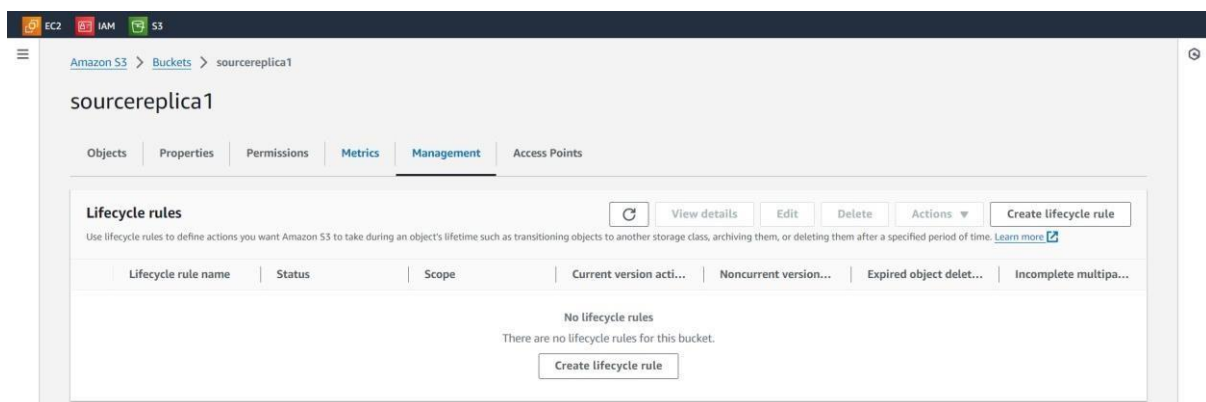 EC2 IAM S3
Amazon S3 > Buckets > sourcereplica1
sourcereplica1
Objects Properties Permissions Metrics Management Access Points
Lifecycle rules View details Edit Delete Actions ▼ Create lifecycle rule
Use lifecycle rules to define actions you want Amazon S3 to take during an object's lifetime such as transitioning objects to another storage class, archiving them, or deleting them after a specified period of time. Learn more
Lifecycle rule name Status Scope Current version acti... Noncurrent version... Expired object delet... Incomplete multipa...
No lifecycle rules
There are no lifecycle rules for this bucket.
Create lifecycle rule